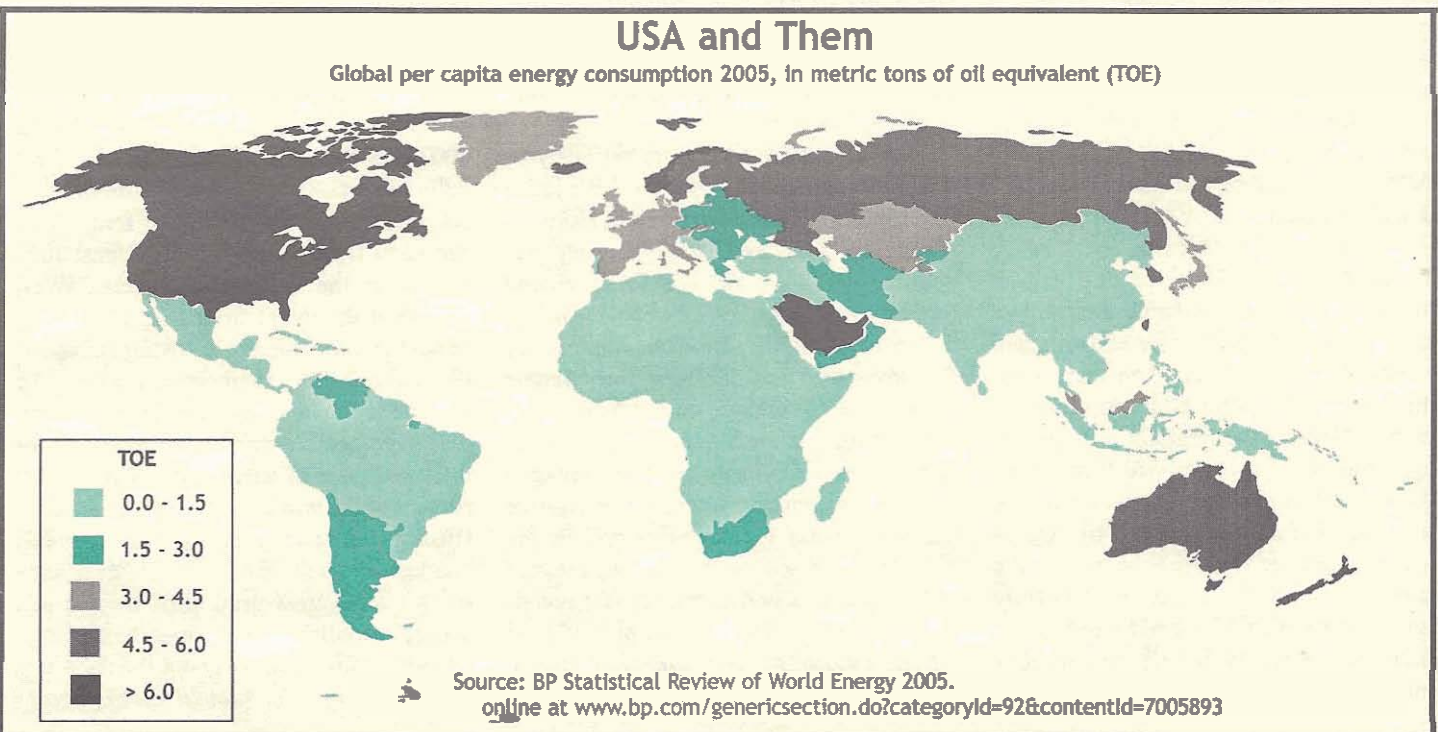 USA and Them
Global per capita energy consumption 2005, in metric tons of oil equivalent (TOE)
TOE
0.0 - 1.5
1.5 - 3.0
3.0 - 4.5
4.5 - 6.0
> 6.0
Source: BP Statistical Review of World Energy 2005.
online at www.bp.com/genericsection.do?categoryId=92&contentId=7005893